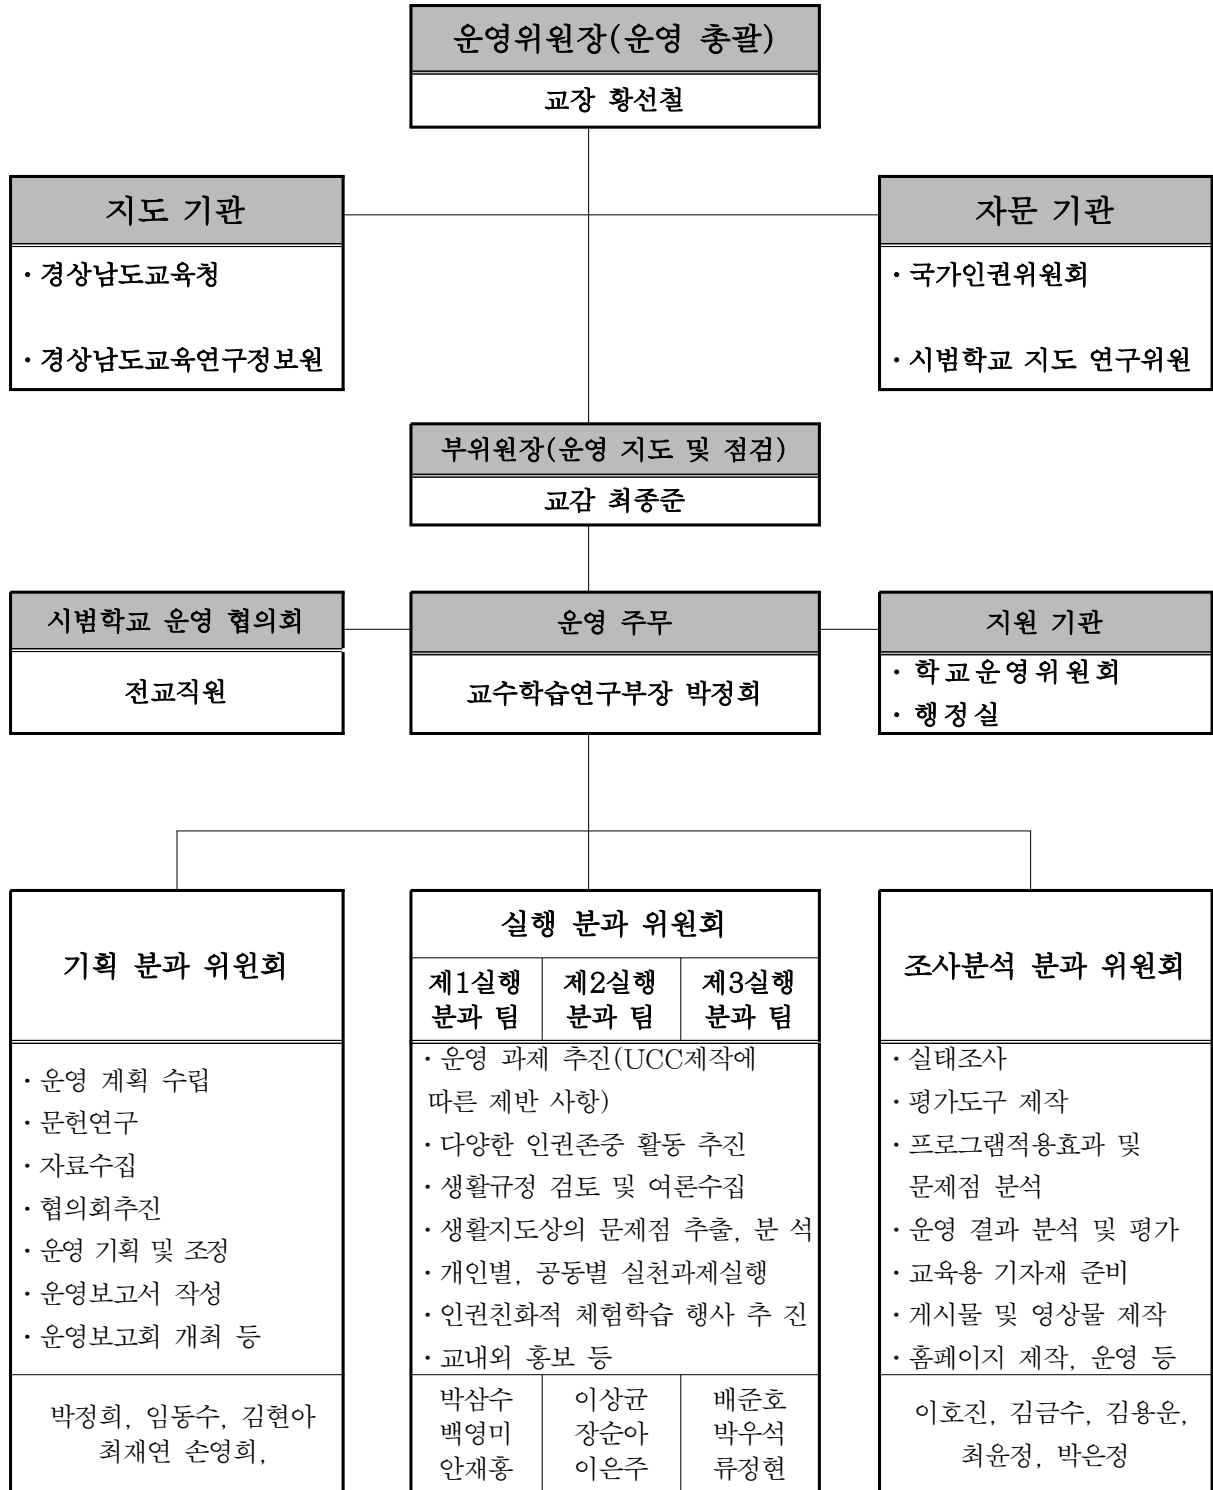 운영위원장(운영 총괄)
교장 황선철
지도 기관
· 경상남도교육청
· 경상남도교육연구정보원
자문 기관
· 국가인권위원회
· 시범학교 지도 연구위원
부위원장(운영 지도 및 점검)
교감 최종준
시범학교 운영 협의회
전교직원
운영 주무
교수학습연구부장 박정희
지원 기관
· 학교운영위원회
· 행정실
기획 분과 위원회
· 운영 계획 수립
· 문헌연구
· 자료수집
· 협의회추진
· 운영 기획 및 조정
· 운영보고서 작성
· 운영보고회 개최 등
박정희, 임동수, 김현아
최재연 손영희,
실행 분과 위원회
제1실행
분과 팀
제2실행
분과 팀
제3실행
분과 팀
· 운영 과제 추진(UCC제작에
따른 제반 사항)
· 다양한 인권존중 활동 추진
· 생활규정 검토 및 여론수집
· 생활지도상의 문제점 추출, 분 석
· 개인별, 공동별 실천과제실행
· 인권친화적 체험학습 행사 추 진
· 교내외 홍보 등
박삼수
백영미
안재홍
이상균
장순아
이은주
배준호
박우석
류정현
조사분석 분과 위원회
· 실태조사
· 평가도구 제작
· 프로그램적용효과 및
문제점 분석
· 운영 결과 분석 및 평가
· 교육용 기자재 준비
· 게시물 및 영상물 제작
· 홈페이지 제작, 운영 등
이호진, 김금수, 김용운,
최윤정, 박은정